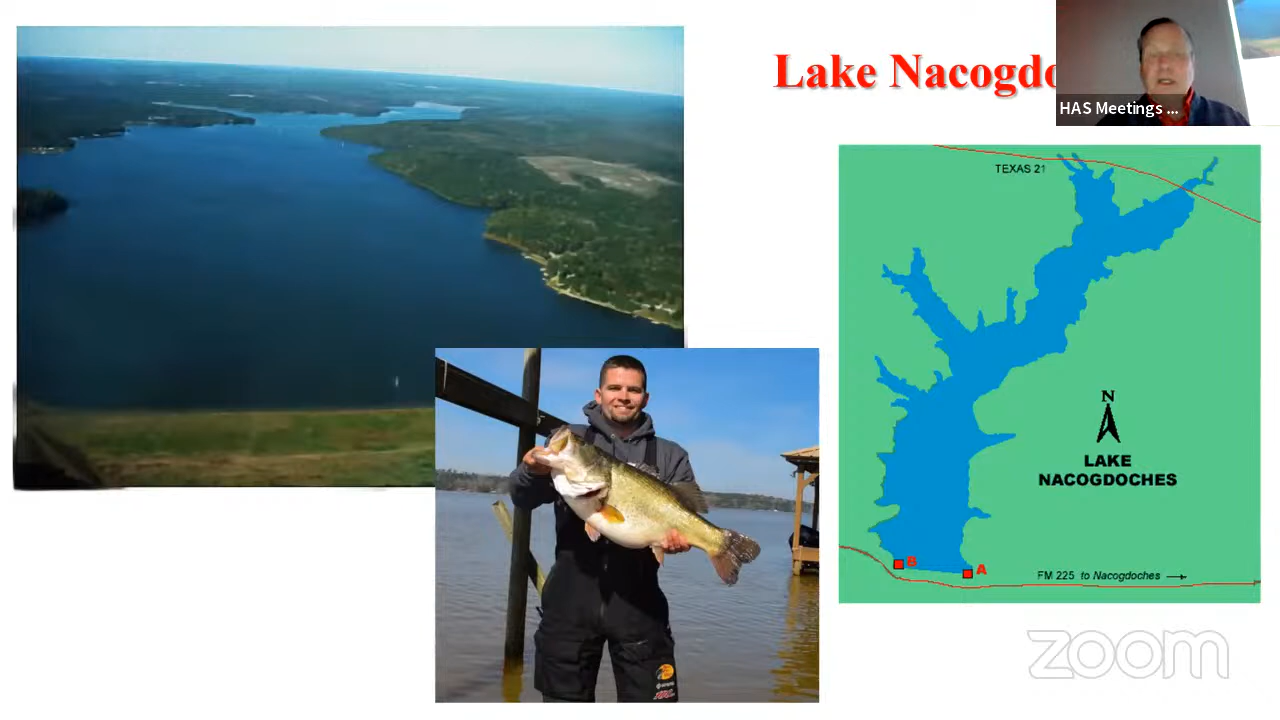 Lake Nacogdo
HAS Meetings ...
TEXAS 21
N
LAKE
NACOGDOCHES
B
A
FM 225 to Nacogdoches
zoom